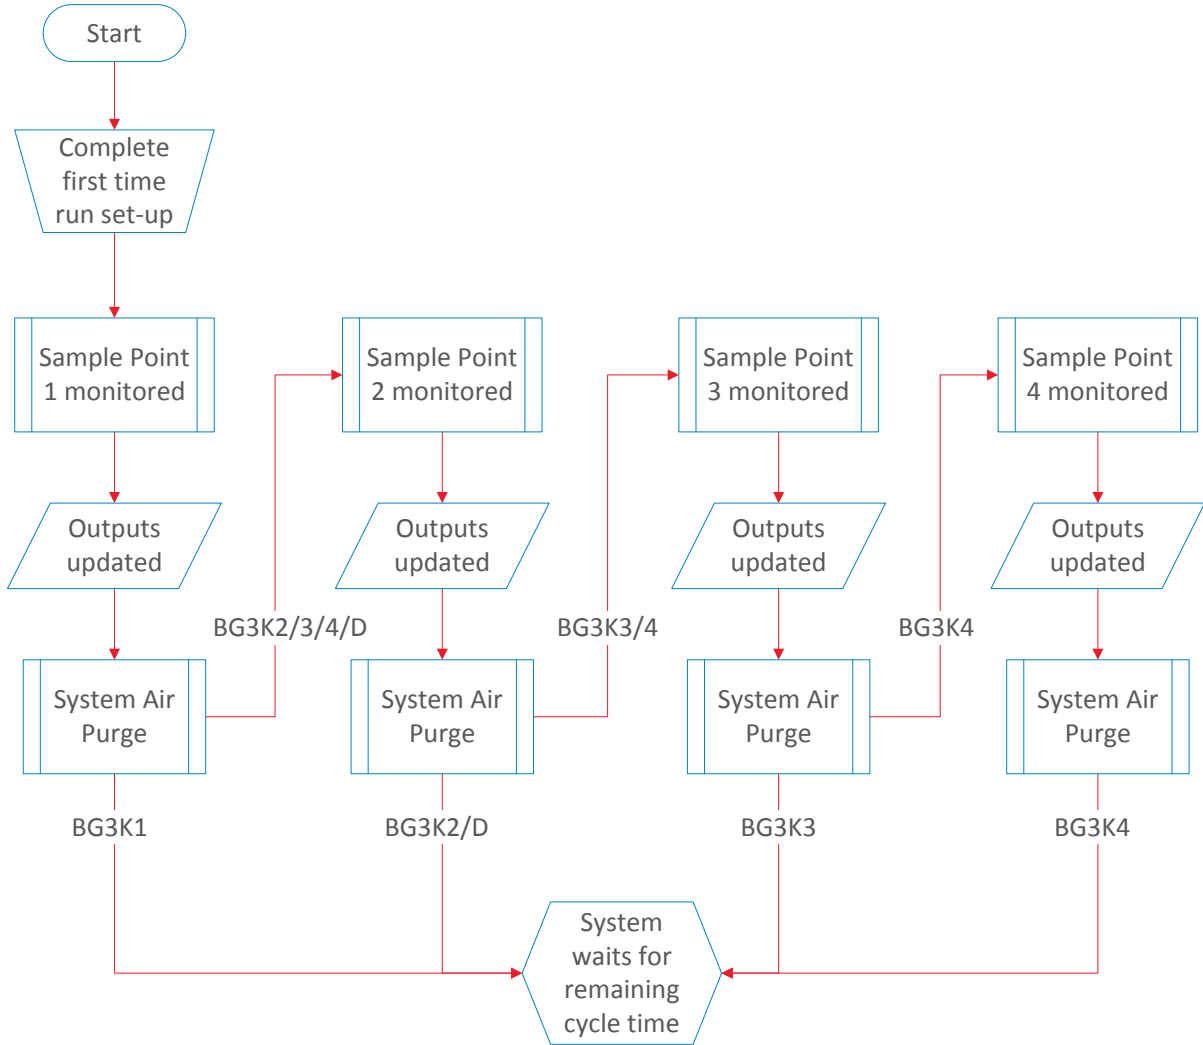 Start
Complete
first time
run set-up
Sample Point
1 monitored
Sample Point
2 monitored
Sample Point
3 monitored
Sample Point
4 monitored
Outputs
updated
Outputs
updated
Outputs
updated
Outputs
updated
BG3K2/3/4/D
BG3K3/4
BG3K4
System Air
Purge
System Air
Purge
System Air
Purge
System Air
Purge
BG3K1
BG3K2/D
BG3K3
BG3K4
System
waits for
remaining
cycle time